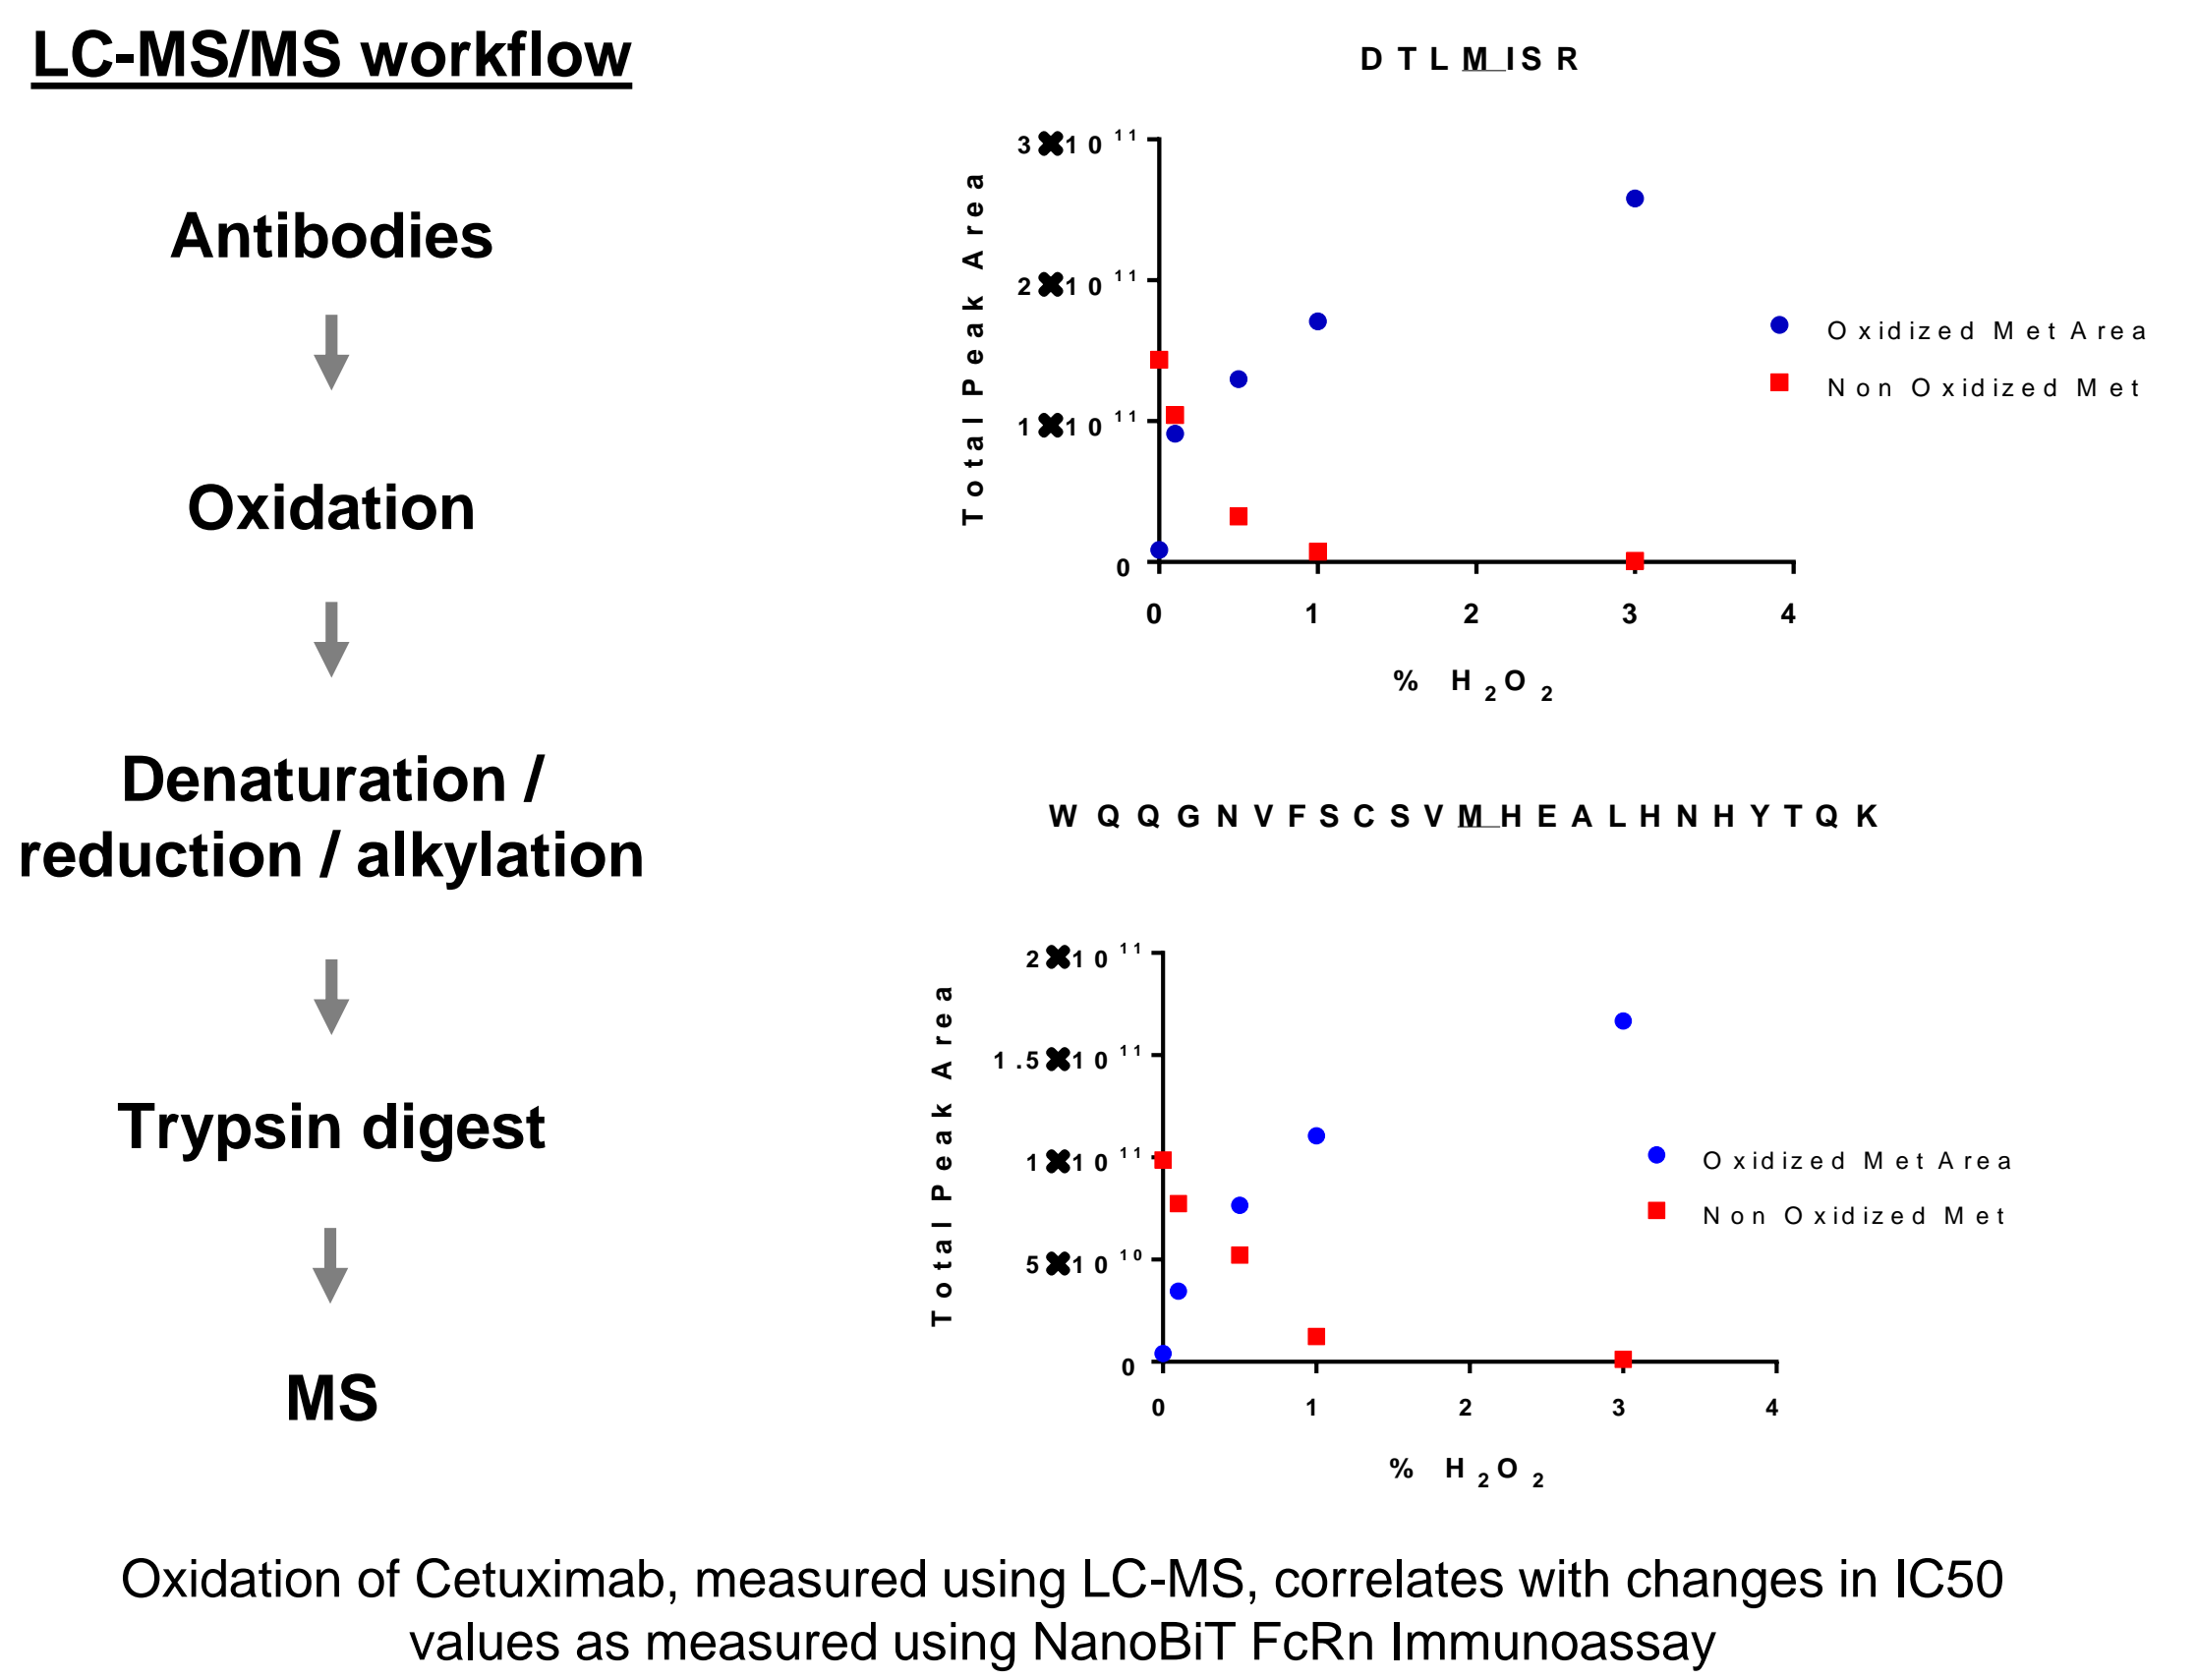 LC-MS/MS workflow
Antibodies
Oxidation
Denaturation /
reduction / alkylation
Trypsin digest
MS
DTLMISR
Total Peak Area
3✖10¹¹
2✖10¹¹
1✖10¹¹
0
0 1 2 3 4
% H₂O₂
Oxidized Met Area
Non Oxidized Met
WQQGNVFSCSVMHEALHNHYTQK
Total Peak Area
2✖10¹¹
1.5✖10¹¹
1✖10¹¹
5✖10¹⁰
0
0 1 2 3 4
% H₂O₂
Oxidized Met Area
Non Oxidized Met
Oxidation of Cetuximab, measured using LC-MS, correlates with changes in IC50
values as measured using NanoBiT FcRn Immunoassay